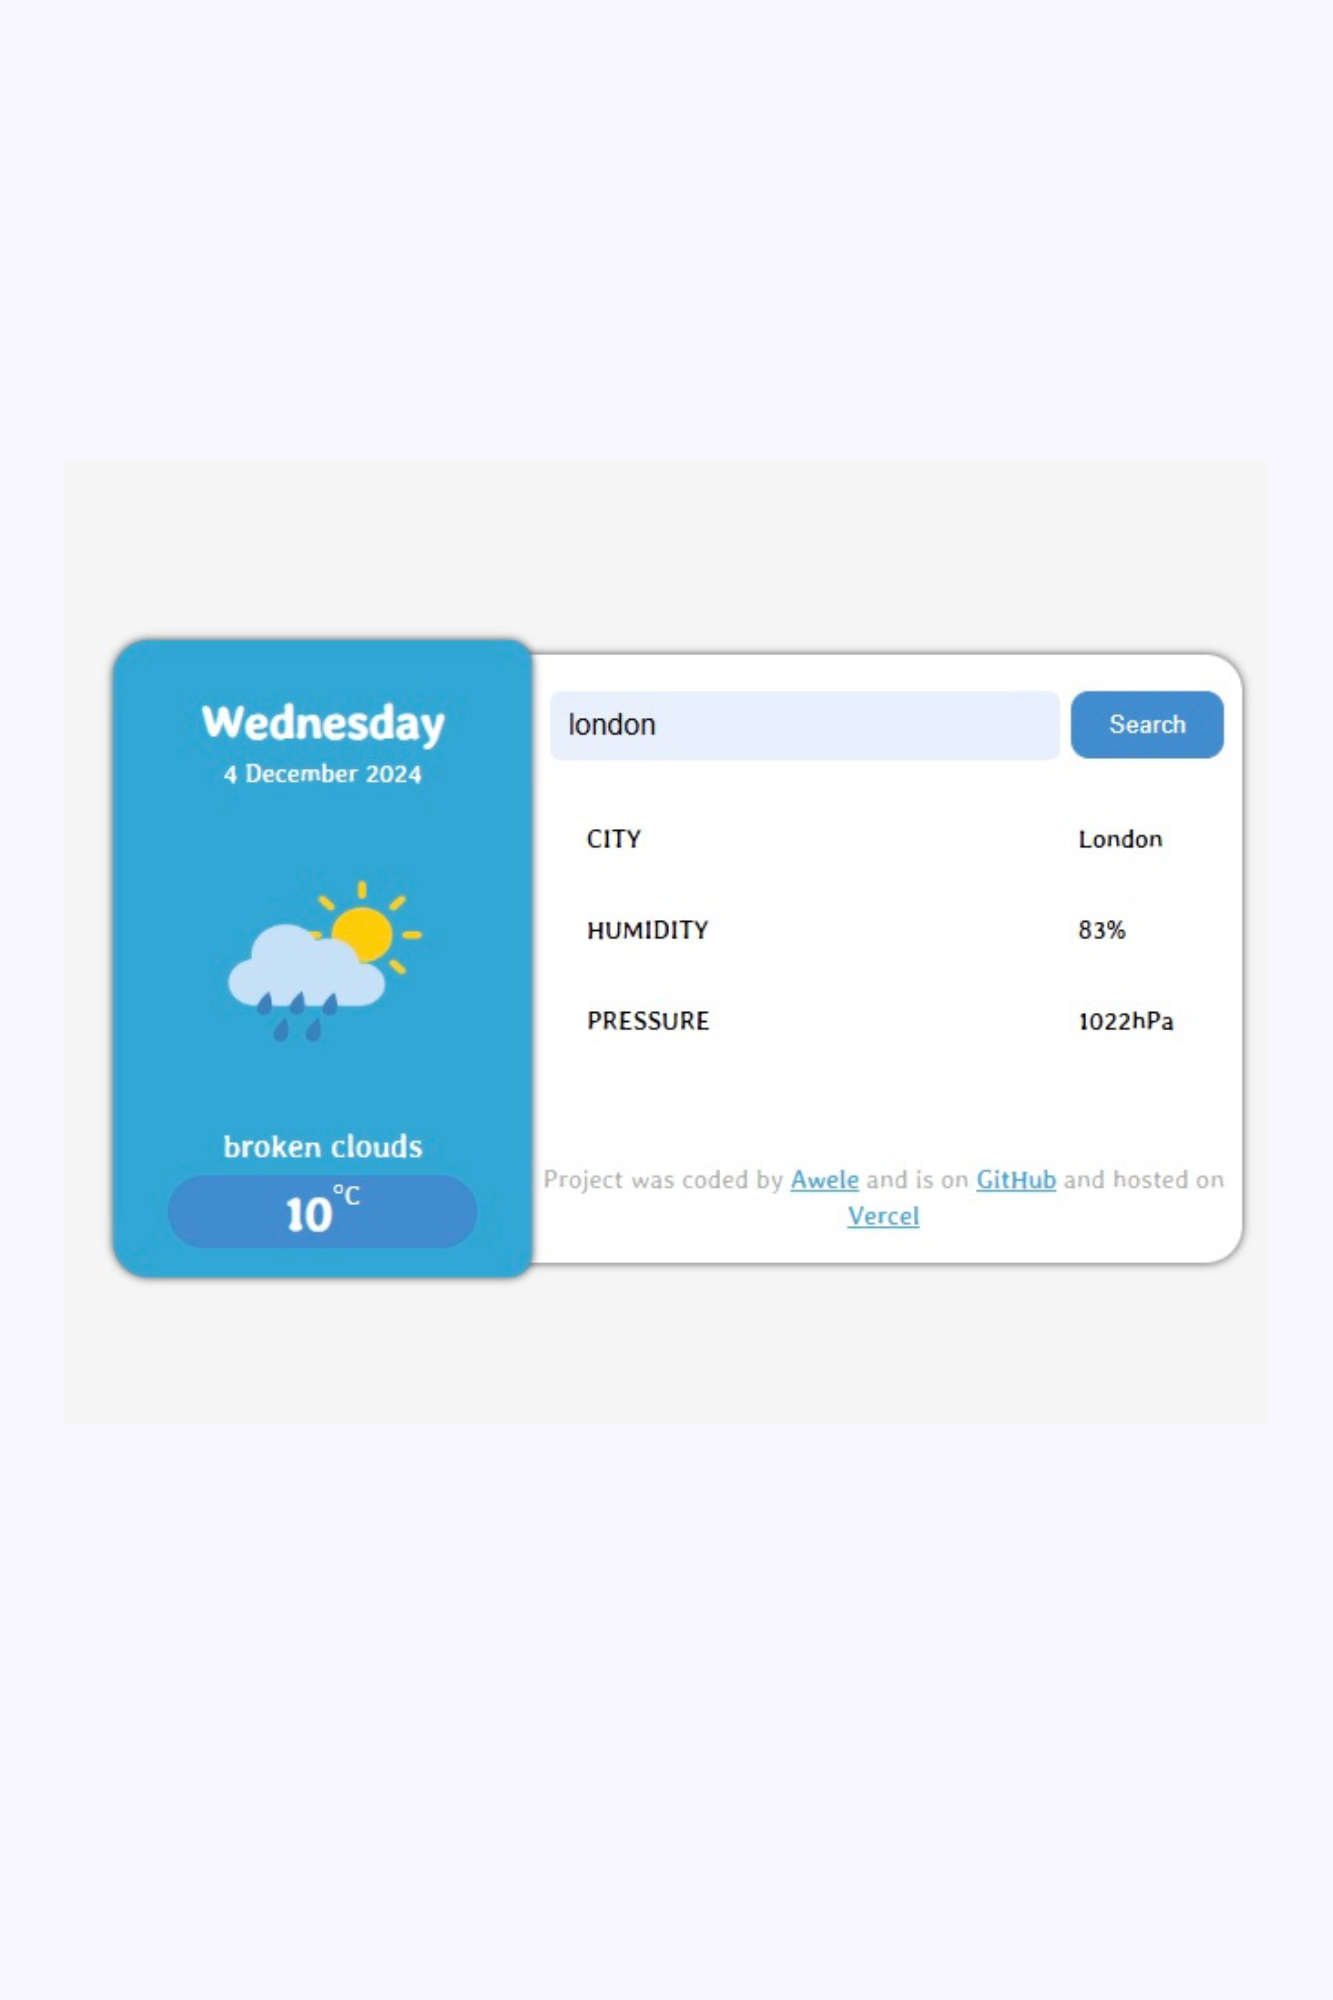 Wednesday
4 December 2024
broken clouds
10°C
london
Search
CITY London
HUMIDITY 83%
PRESSURE 1022hPa
Project was coded by Awele and is on GitHub and hosted on
Vercel